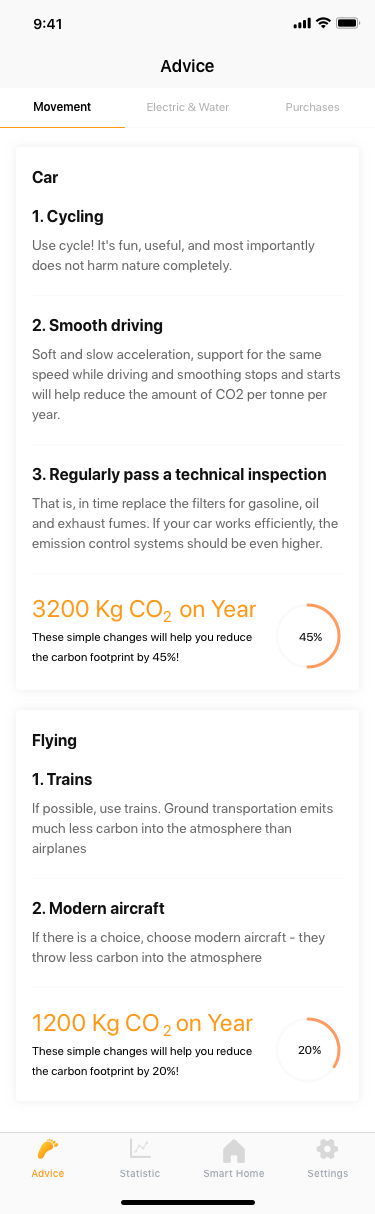 9:41
Advice
Movement
Electric & Water
Purchases
Car
1. Cycling
Use cycle! It's fun, useful, and most importantly
does not harm nature completely.
2. Smooth driving
Soft and slow acceleration, support for the same
speed while driving and smoothing stops and starts
will help reduce the amount of CO2 per tonne per
year.
3. Regularly pass a technical inspection
That is, in time replace the filters for gasoline, oil
and exhaust fumes. If your car works efficiently, the
emission control systems should be even higher.
3200 Kg CO2 on Year
These simple changes will help you reduce
the carbon footprint by 45%!
45%
Flying
1. Trains
If possible, use trains. Ground transportation emits
much less carbon into the atmosphere than
airplanes
2. Modern aircraft
If there is a choice, choose modern aircraft - they
throw less carbon into the atmosphere
1200 Kg CO2 on Year
These simple changes will help you reduce
the carbon footprint by 20%!
20%
Advice
Statistic
Smart Home
Settings